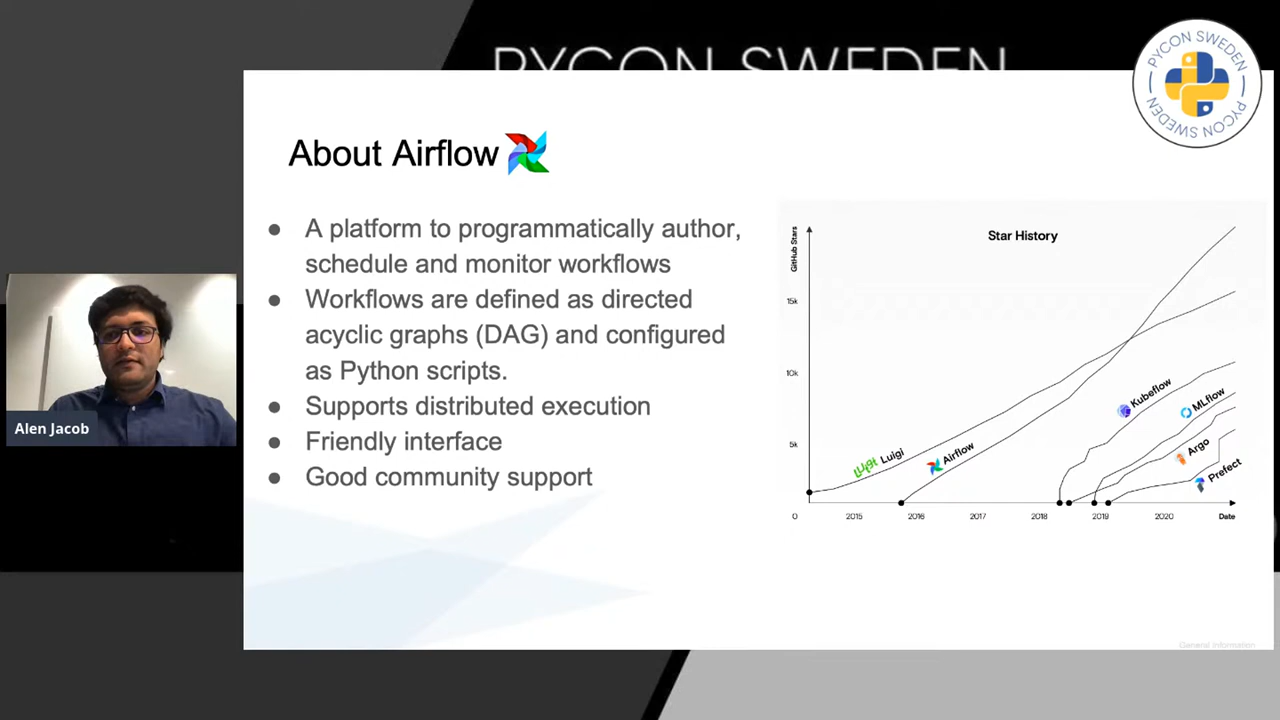 PYCON SWEDEN
PYCON SWEDEN
PYCON SWEDEN
About Airflow
● A platform to programmatically author,
schedule and monitor workflows
● Workflows are defined as directed
acyclic graphs (DAG) and configured
as Python scripts.
● Supports distributed execution
● Friendly interface
● Good community support
Star History
GitHub Stars
15k
10k
5k
0
2015
2016
2017
2018
2019
2020
Date
Luigi Luigi
Airflow
Kubeflow
MLflow
Argo
Prefect
Alen Jacob
General Information